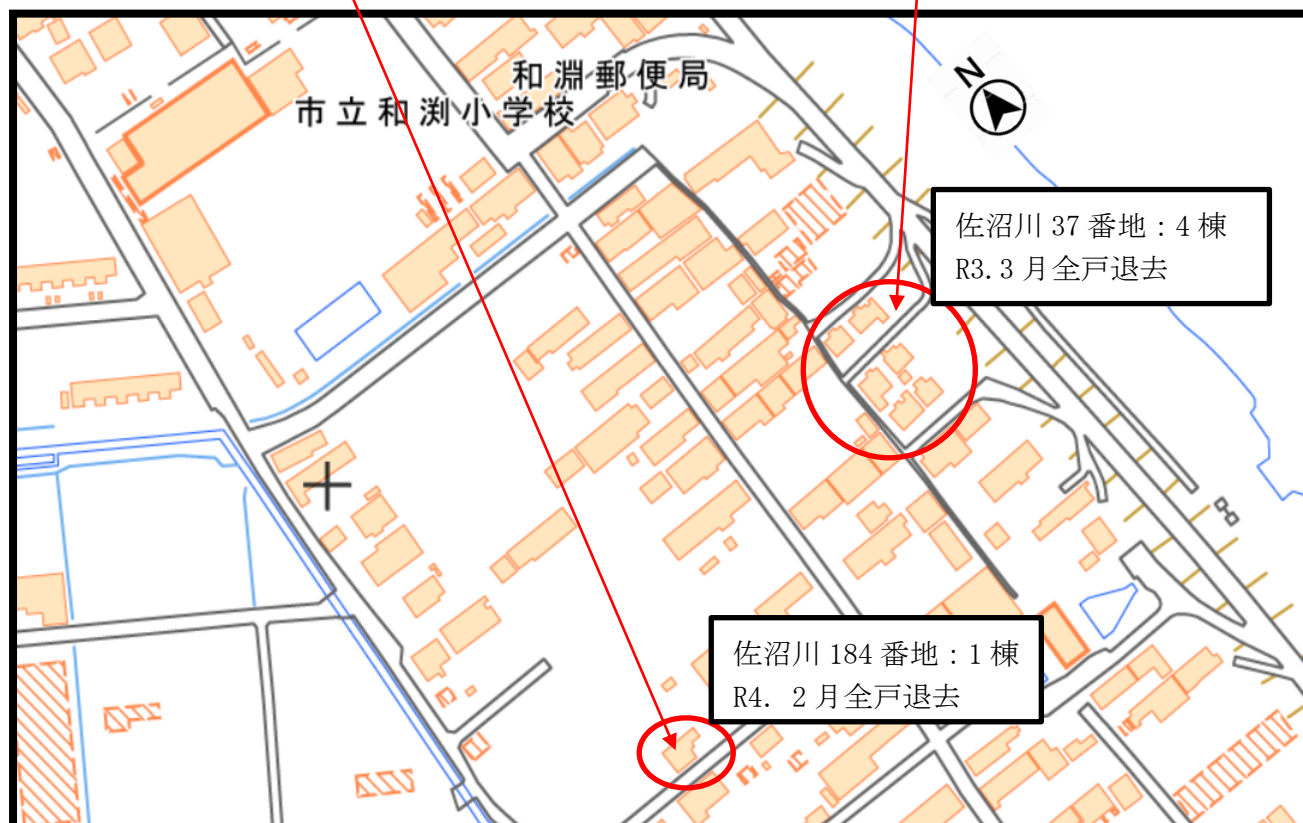 和淵郵便局
市立和渕小学校
N
佐沼川 37 番地：4 棟
R3.3 月全戸退去
佐沼川 184 番地：1 棟
R4．2 月全戸退去